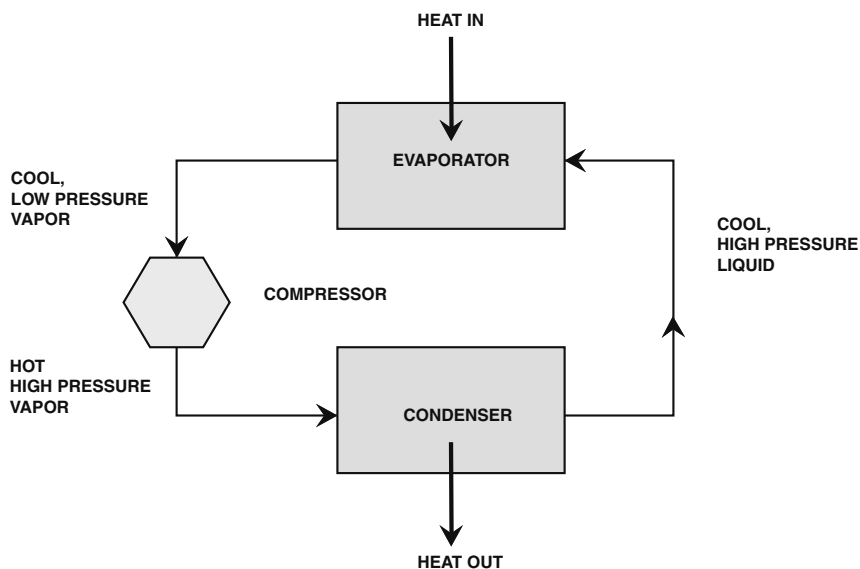 HEAT IN
EVAPORATOR
COOL,
LOW PRESSURE
VAPOR
COOL,
HIGH PRESSURE
LIQUID
COMPRESSOR
HOT
HIGH PRESSURE
VAPOR
CONDENSER
HEAT OUT